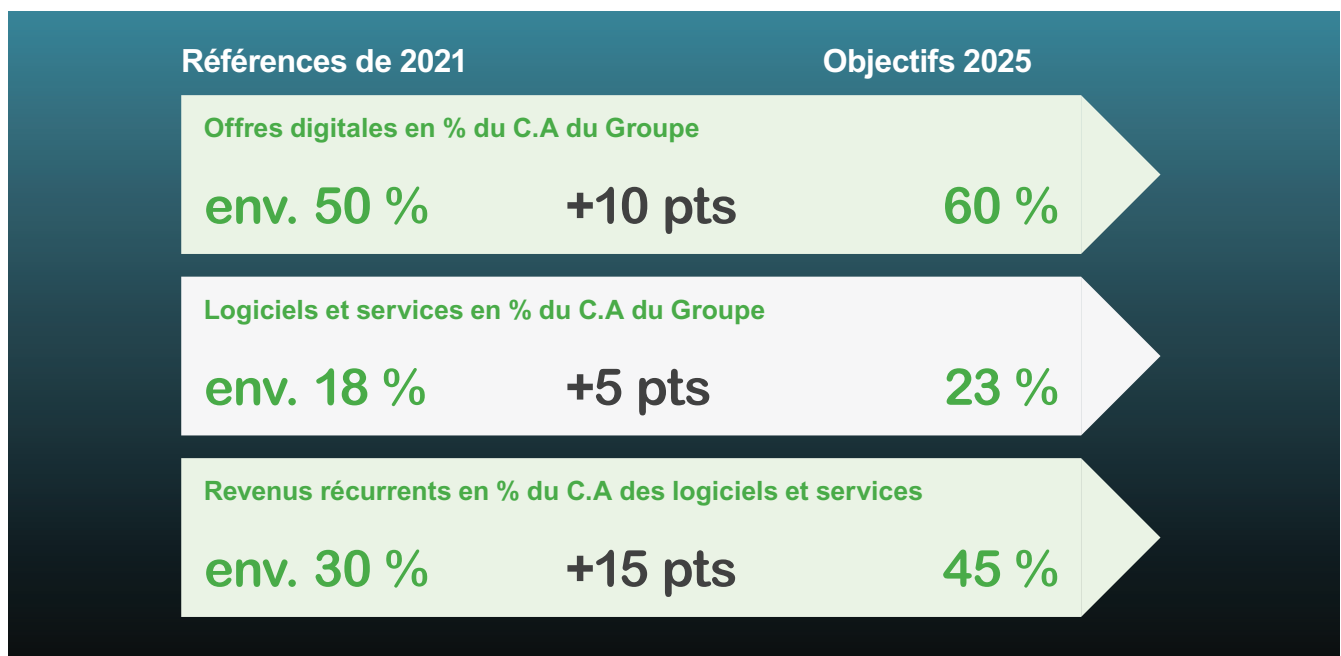 Références de 2021
Objectifs 2025
Offres digitales en % du C.A du Groupe
env. 50 %
+10 pts
60 %
Logiciels et services en % du C.A du Groupe
env. 18 %
+5 pts
23 %
Revenus récurrents en % du C.A des logiciels et services
env. 30 %
+15 pts
45 %